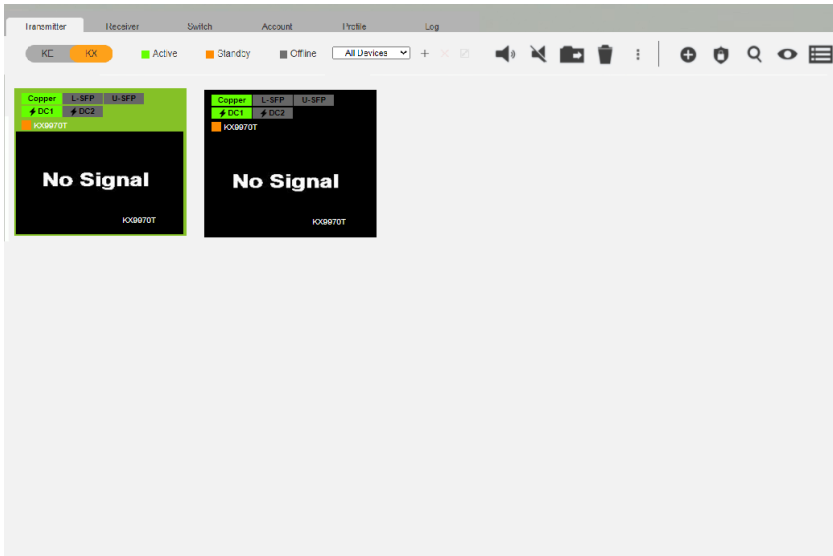 Transmitter Receiver Switch Account Profile Log
KE KX Active Standby Offline All Devices
Copper L-SFP U-SFP
DC1 DC2
KX9970T
No Signal
KX9970T
Copper L-SFP U-SFP
DC1 DC2
KX9970T
No Signal
KX9970T